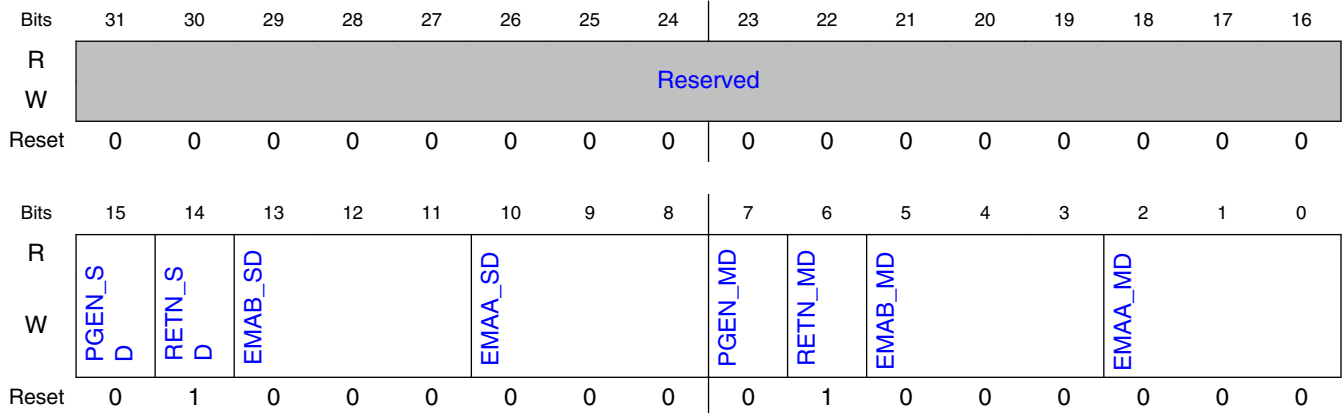 Bits 31 30 29 28 27 26 25 24 23 22 21 20 19 18 17 16
R
Reserved
W
Reset 0 0 0 0 0 0 0 0 0 0 0 0 0 0 0 0
Bits 15 14 13 12 11 10 9 8 7 6 5 4 3 2 1 0
R
W
PGEN_S
D
RETN_S
D
EMAB_SD
EMAA_SD
PGEN_MD
RETN_MD
EMAB_MD
EMAA_MD
Reset 0 1 0 0 0 0 0 0 0 1 0 0 0 0 0 0